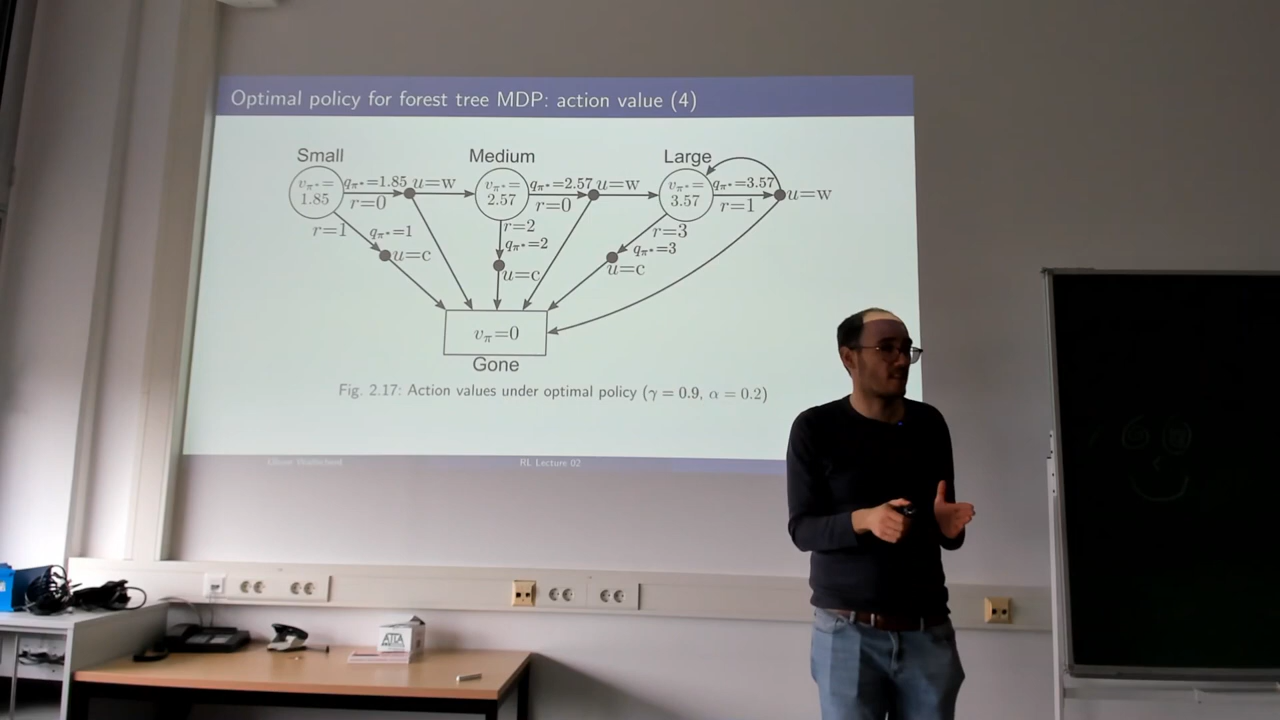 Optimal policy for forest tree MDP: action value (4)
Small Medium Large
vπ*= 1.85
qπ*=1.85
u=w
r=0
vπ*= 2.57
qπ*=2.57
u=w
r=0
vπ*= 3.57
qπ*=3.57
u=w
r=1
r=1
qπ*=1
u=c
r=2
qπ*=2
u=c
r=3
qπ*=3
u=c
vπ=0
Gone
Fig. 2.17: Action values under optimal policy (γ = 0.9, α = 0.2)
RL Lecture 02